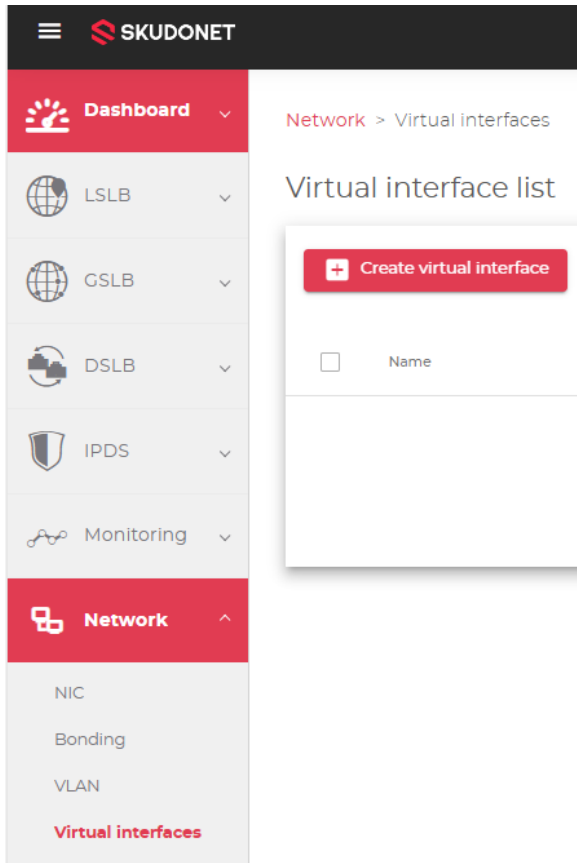 SKUDONET
Dashboard
LSLB
GSLB
DSLB
IPDS
Monitoring
Network
NIC
Bonding
VLAN
Virtual interfaces
Network > Virtual interfaces
Virtual interface list
Create virtual interface
Name